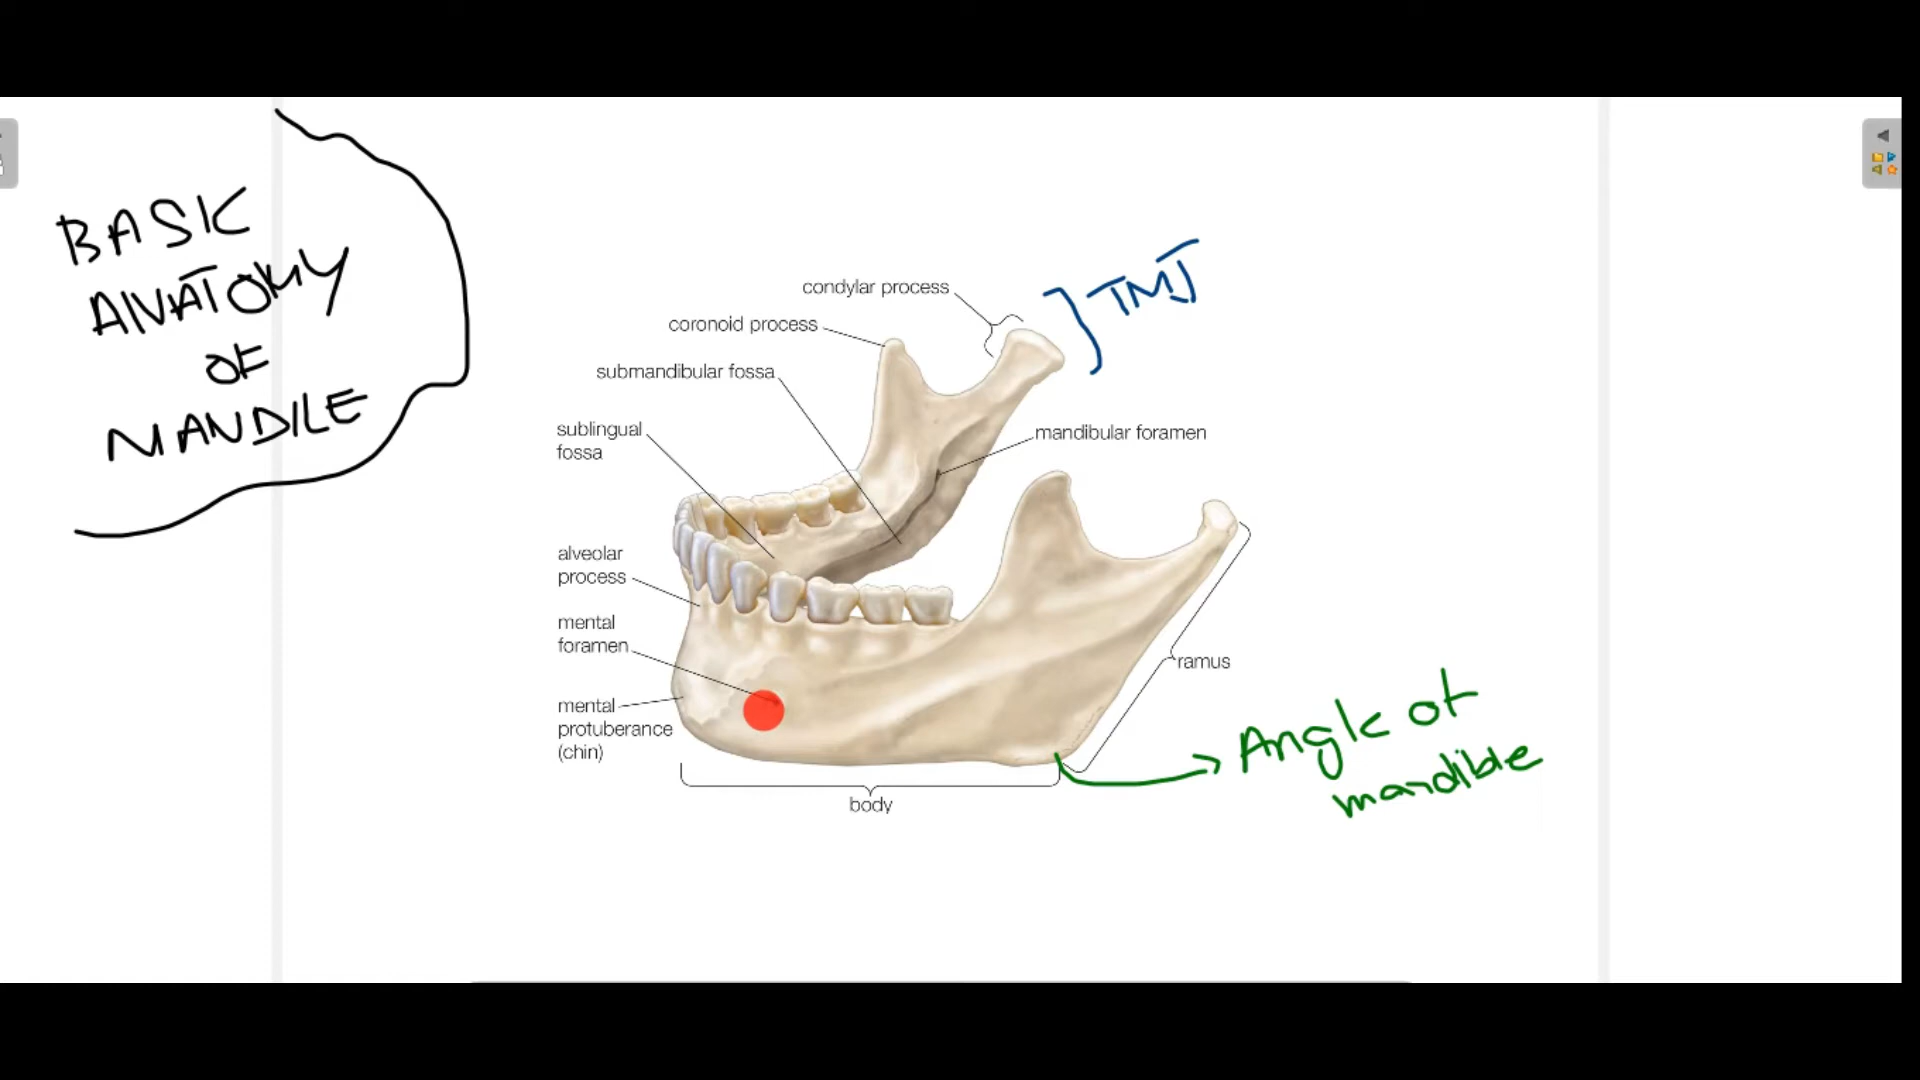 BASIC
ANATOMY
OF
MANDILE
condylar process
TMJ
coronoid process
submandibular fossa
sublingual
fossa
mandibular foramen
alveolar
process
mental
foramen
ramus
mental
protuberance
(chin)
body
Angle of
mandible